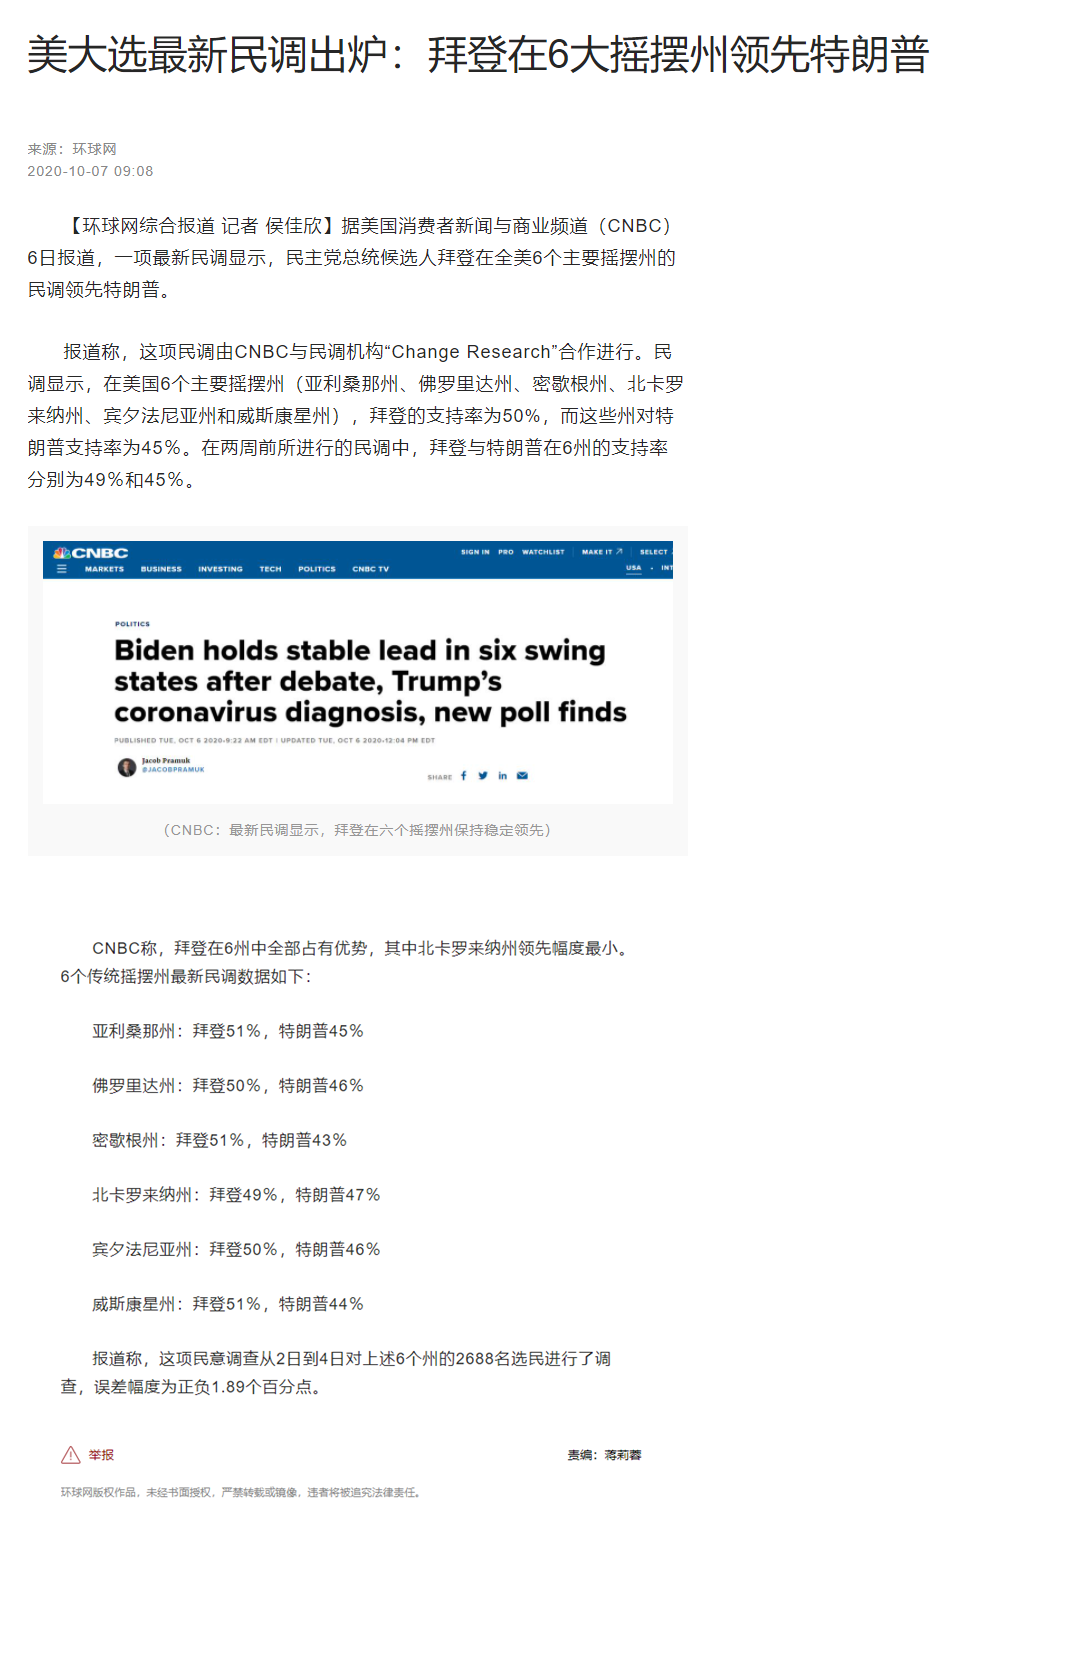 美大选最新民调出炉：拜登在6大摇摆州领先特朗普
来源：环球网
2020-10-07 09:08
【环球网综合报道 记者 侯佳欣】据美国消费者新闻与商业频道（CNBC）
6日报道，一项最新民调显示，民主党总统候选人拜登在全美6个主要摇摆州的
民调领先特朗普。
报道称，这项民调由CNBC与民调机构“Change Research”合作进行。民
调显示，在美国6个主要摇摆州（亚利桑那州、佛罗里达州、密歇根州、北卡罗
来纳州、宾夕法尼亚州和威斯康星州），拜登的支持率为50%，而这些州对特
朗普支持率为45%。在两周前所进行的民调中，拜登与特朗普在6州的支持率
分别为49%和45%。
CNBC
SIGN IN PRO WATCHLIST MAKE IT SELECT
MARKETS BUSINESS INVESTING TECH POLITICS CNBC TV
USA • INT
POLITICS
Biden holds stable lead in six swing
states after debate, Trump’s
coronavirus diagnosis, new poll finds
PUBLISHED TUE, OCT 6 2020•9:22 AM EDT | UPDATED TUE, OCT 6 2020•12:04 PM EDT
Jacob Pramuk
@JACOBPRAMUK
SHARE
（CNBC：最新民调显示，拜登在六个摇摆州保持稳定领先）
CNBC称，拜登在6州中全部占有优势，其中北卡罗来纳州领先幅度最小。
6个传统摇摆州最新民调数据如下：
亚利桑那州：拜登51%，特朗普45%
佛罗里达州：拜登50%，特朗普46%
密歇根州：拜登51%，特朗普43%
北卡罗来纳州：拜登49%，特朗普47%
宾夕法尼亚州：拜登50%，特朗普46%
威斯康星州：拜登51%，特朗普44%
报道称，这项民意调查从2日到4日对上述6个州的2688名选民进行了调
查，误差幅度为正负1.89个百分点。
举报
责编：蒋莉蓉
环球网版权作品，未经书面授权，严禁转载或镜像，违者将被追究法律责任。